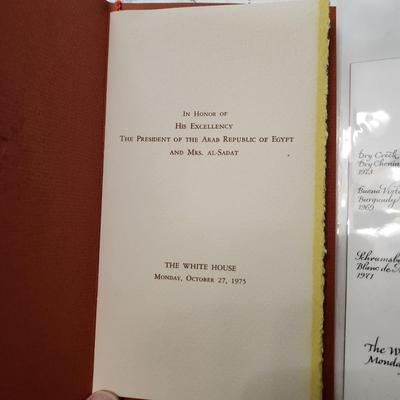 In Honor of
His Excellency
The President of the Arab Republic of Egypt
and Mrs. al-Sadat
THE WHITE HOUSE
Monday, October 27, 1975
Dry Creek
Dry Chenin
1973
Buena Vista
Burgundy
1969
Schramsberg
Blanc de
1971
The W
Monda